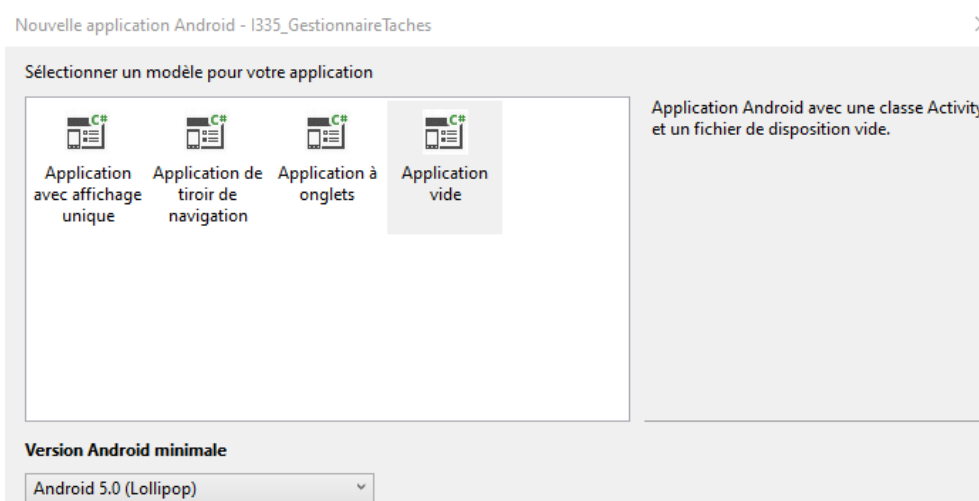 Nouvelle application Android - I335_GestionnaireTaches
Sélectionner un modèle pour votre application
C#
Application
avec affichage
unique
C#
Application de
tiroir de
navigation
C#
Application à
onglets
C#
Application
vide
Application Android avec une classe Activity
et un fichier de disposition vide.
Version Android minimale
Android 5.0 (Lollipop)